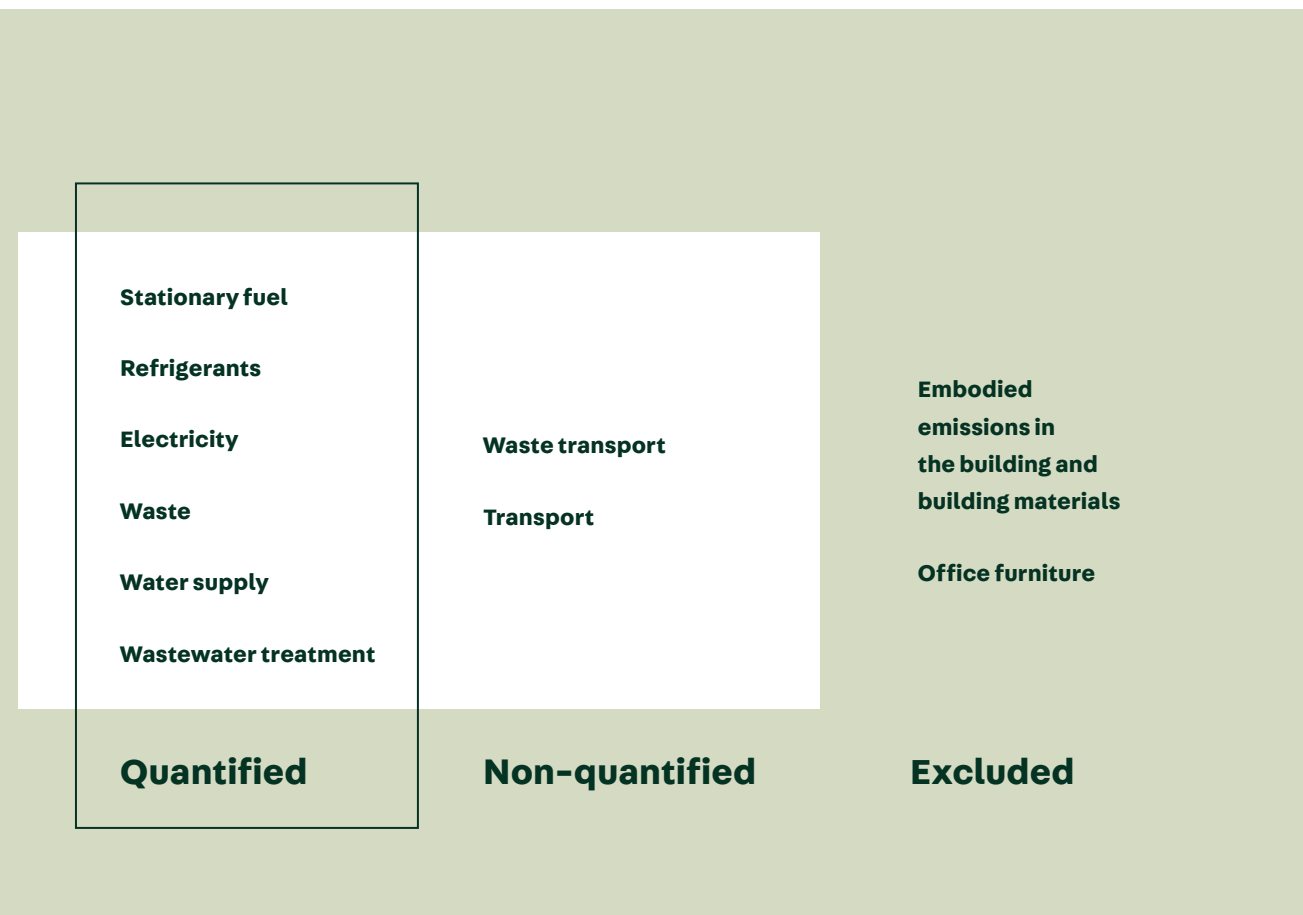 Stationary fuel
Refrigerants
Electricity
Waste
Water supply
Wastewater treatment
Quantified
Waste transport
Transport
Non-quantified
Embodied
emissions in
the building and
building materials
Office furniture
Excluded